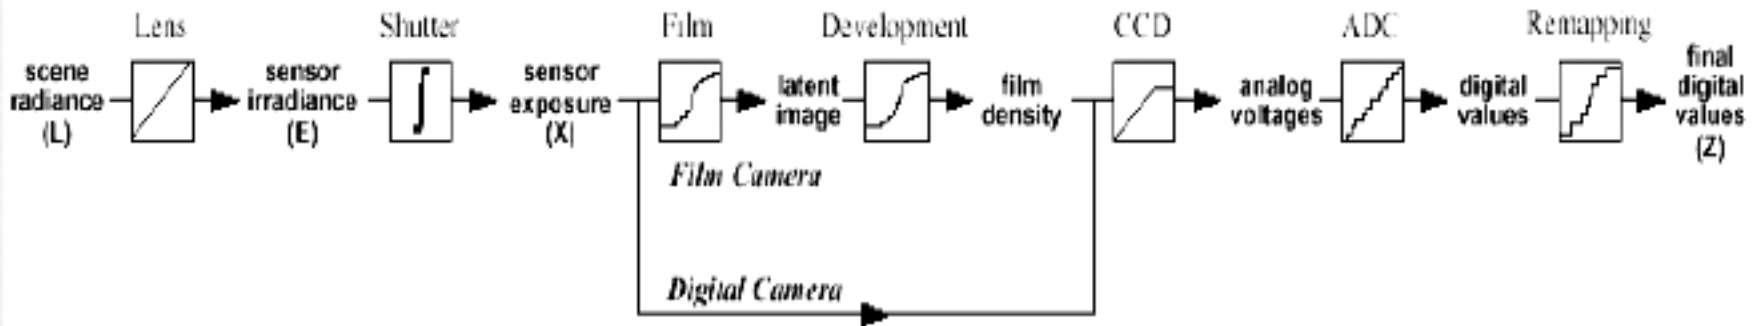 Lens
Shutter
Film
Development
CCD
ADC
Remapping
scene
radiance
(L)
sensor
irradiance
(E)
sensor
exposure
(X)
latent
image
film
density
analog
voltages
digital
values
final
digital
values
(Z)
Film Camera
Digital Camera